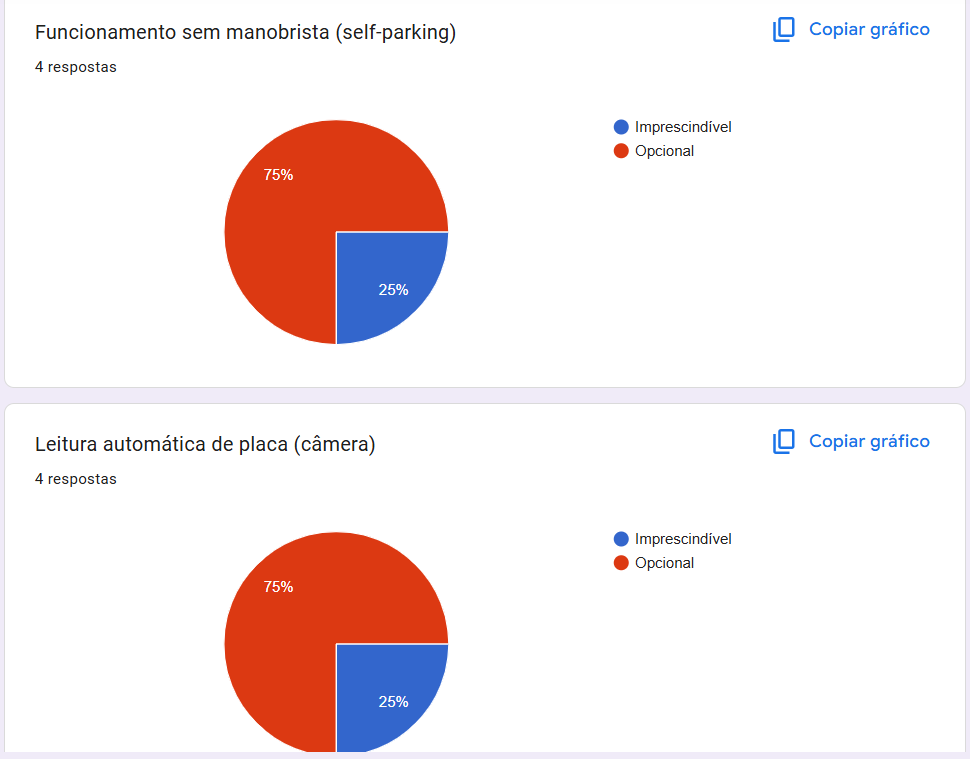 Funcionamento sem manobrista (self-parking)
Copiar gráfico
4 respostas
Imprescindível
Opcional
75%
25%
Leitura automática de placa (câmera)
Copiar gráfico
4 respostas
Imprescindível
Opcional
75%
25%